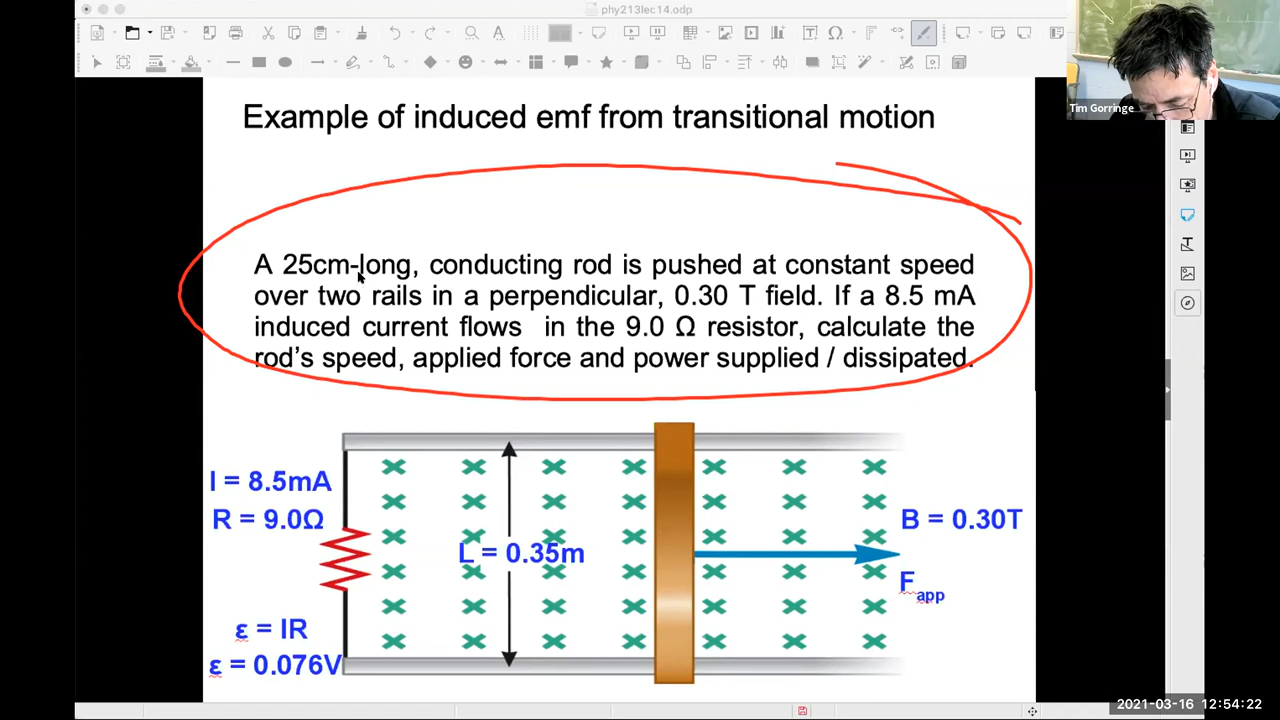 phy213lec14.odp
Tim Gorringe
Example of induced emf from transitional motion
A 25cm-long, conducting rod is pushed at constant speed
over two rails in a perpendicular, 0.30 T field. If a 8.5 mA
induced current flows in the 9.0 Ω resistor, calculate the
rod's speed, applied force and power supplied / dissipated.
I = 8.5mA
R = 9.0Ω
B = 0.30T
L = 0.35m
Fapp
ε = IR
ε = 0.076V
2021-03-16 12:54:22